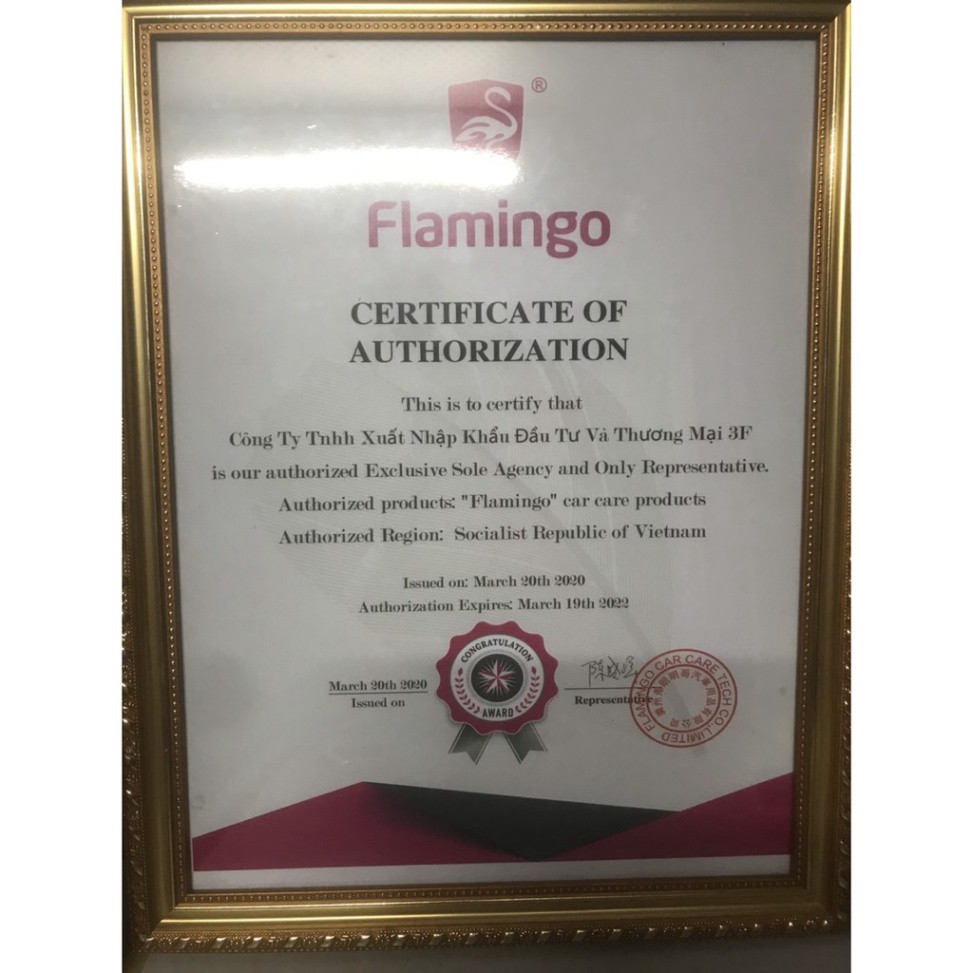 ®
Flamingo
CERTIFICATE OF
AUTHORIZATION
This is to certify that
Công Ty Tnhh Xuất Nhập Khẩu Đầu Tư Và Thương Mại 3F
is our authorized Exclusive Sole Agency and Only Representative.
Authorized products: "Flamingo" car care products
Authorized Region: Socialist Republic of Vietnam
Issued on: March 20th 2020
Authorization Expires: March 19th 2022
CONGRATULATION
AWARD
March 20th 2020
Issued on
Representative
FLAMINGO CAR CARE TECH CO.,LIMITED